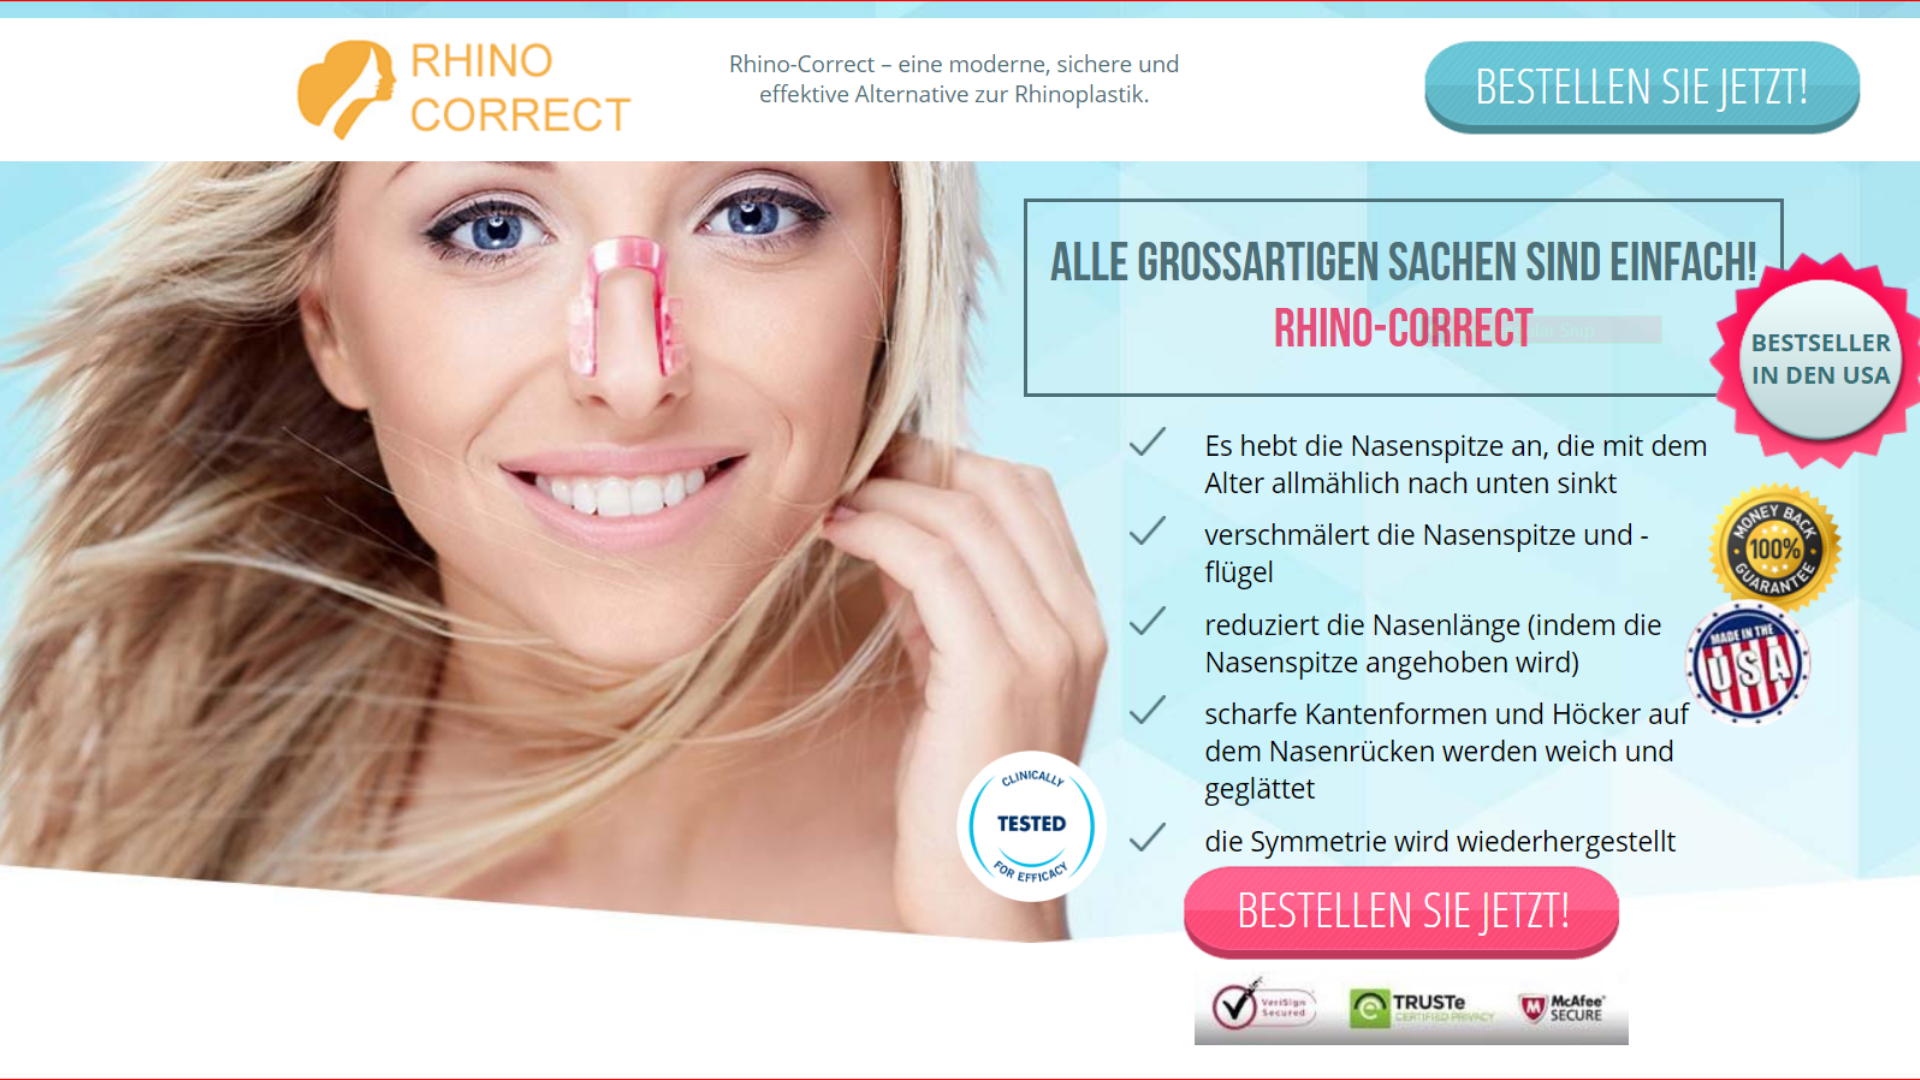 RHINO
CORRECT
Rhino-Correct – eine moderne, sichere und
effektive Alternative zur Rhinoplastik.
BESTELLEN SIE JETZT!
ALLE GROSSARTIGEN SACHEN SIND EINFACH!
RHINO-CORRECT
BESTSELLER
IN DEN USA
Es hebt die Nasenspitze an, die mit dem
Alter allmählich nach unten sinkt
verschmälert die Nasenspitze und -
flügel
MONEY BACK
100%
GUARANTEE
reduziert die Nasenlänge (indem die
Nasenspitze angehoben wird)
MADE IN THE
USA
scharfe Kantenformen und Höcker auf
dem Nasenrücken werden weich und
geglättet
CLINICALLY
TESTED
FOR EFFICACY
die Symmetrie wird wiederhergestellt
BESTELLEN SIE JETZT!
VeriSign
Secured
TRUSTe
CERTIFIED PRIVACY
McAfee
SECURE